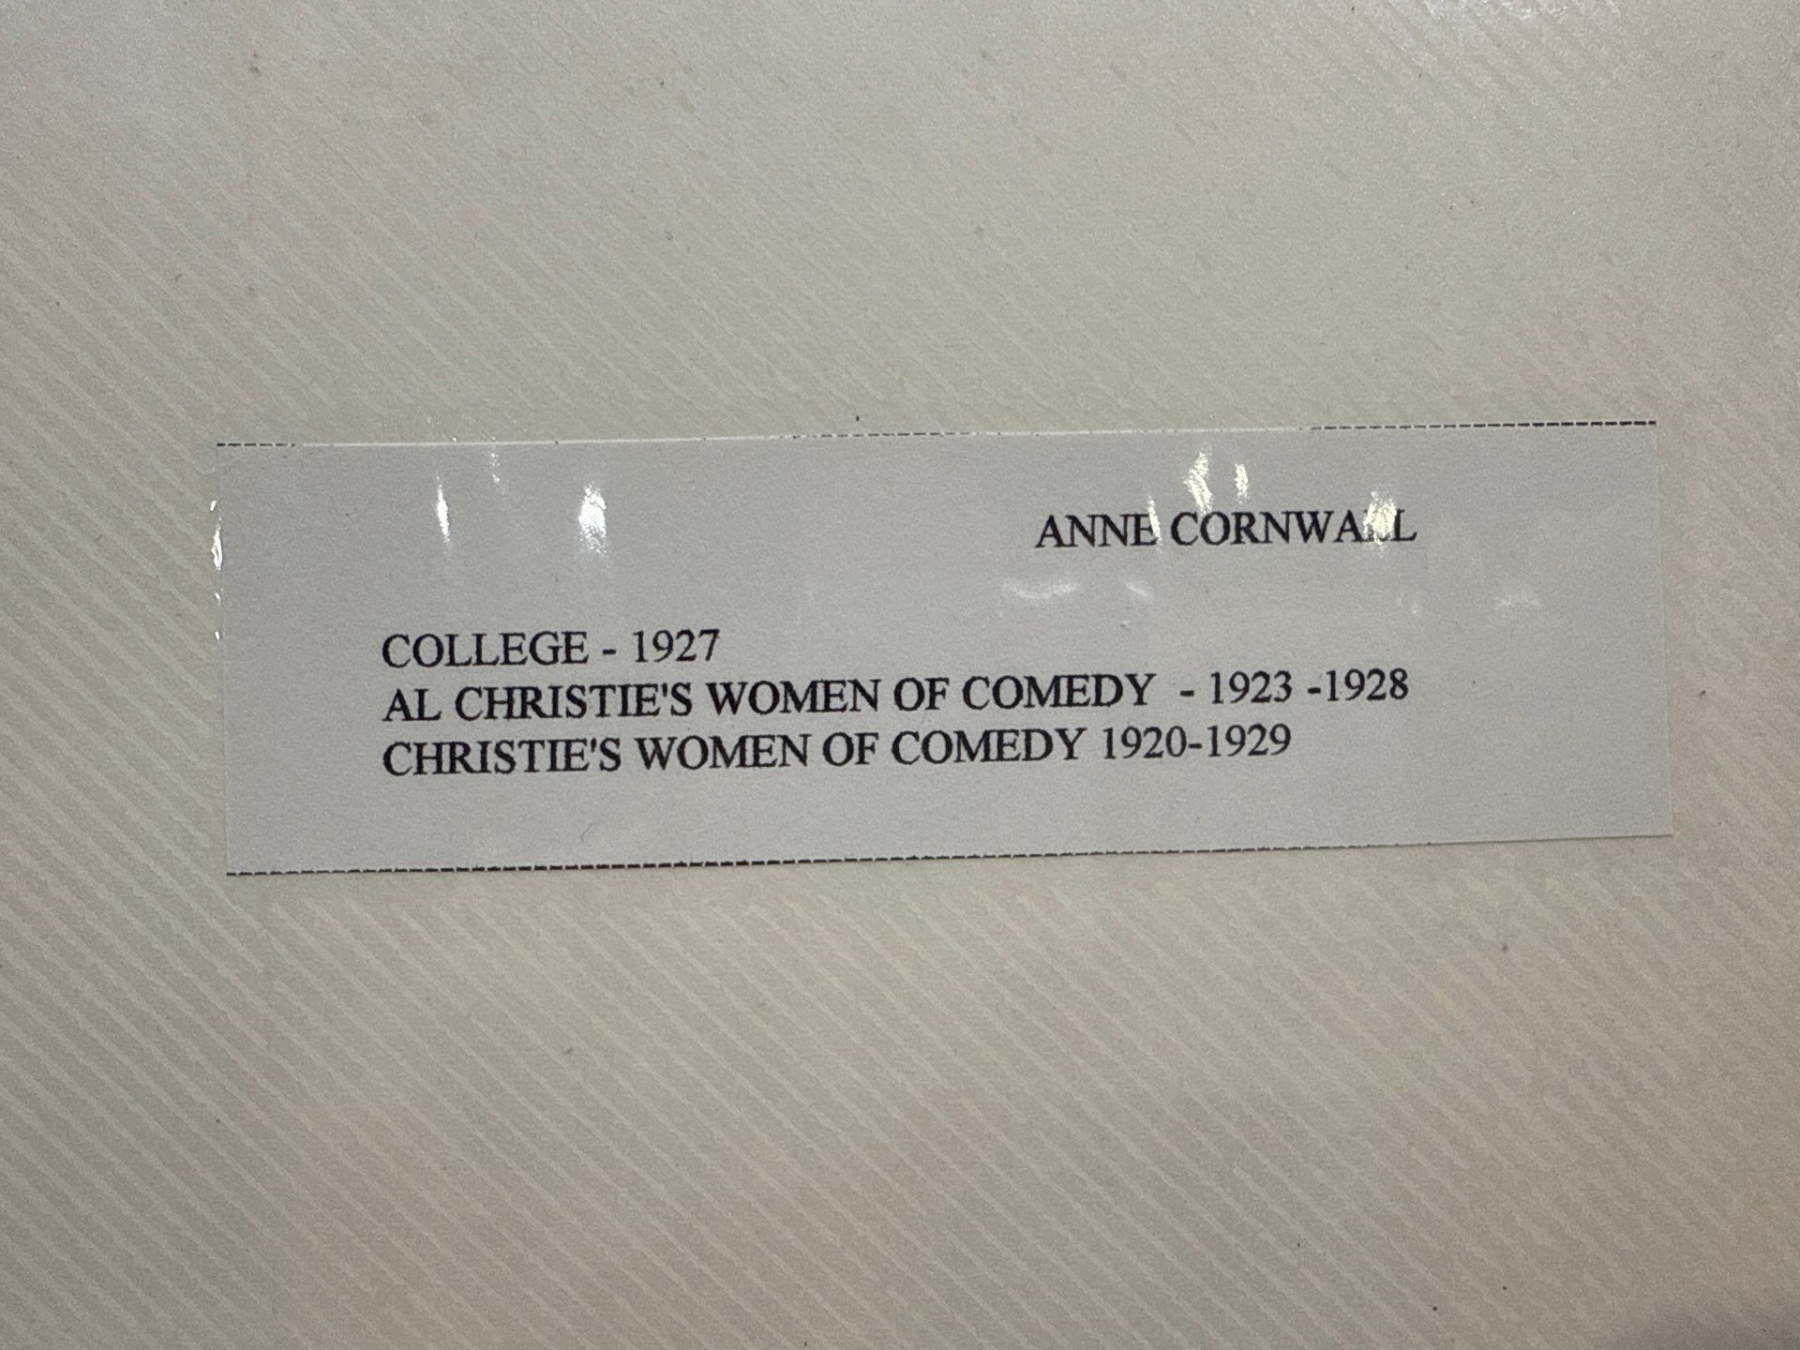 ANNE CORNWALL
COLLEGE - 1927
AL CHRISTIE'S WOMEN OF COMEDY - 1923 -1928
CHRISTIE'S WOMEN OF COMEDY 1920-1929